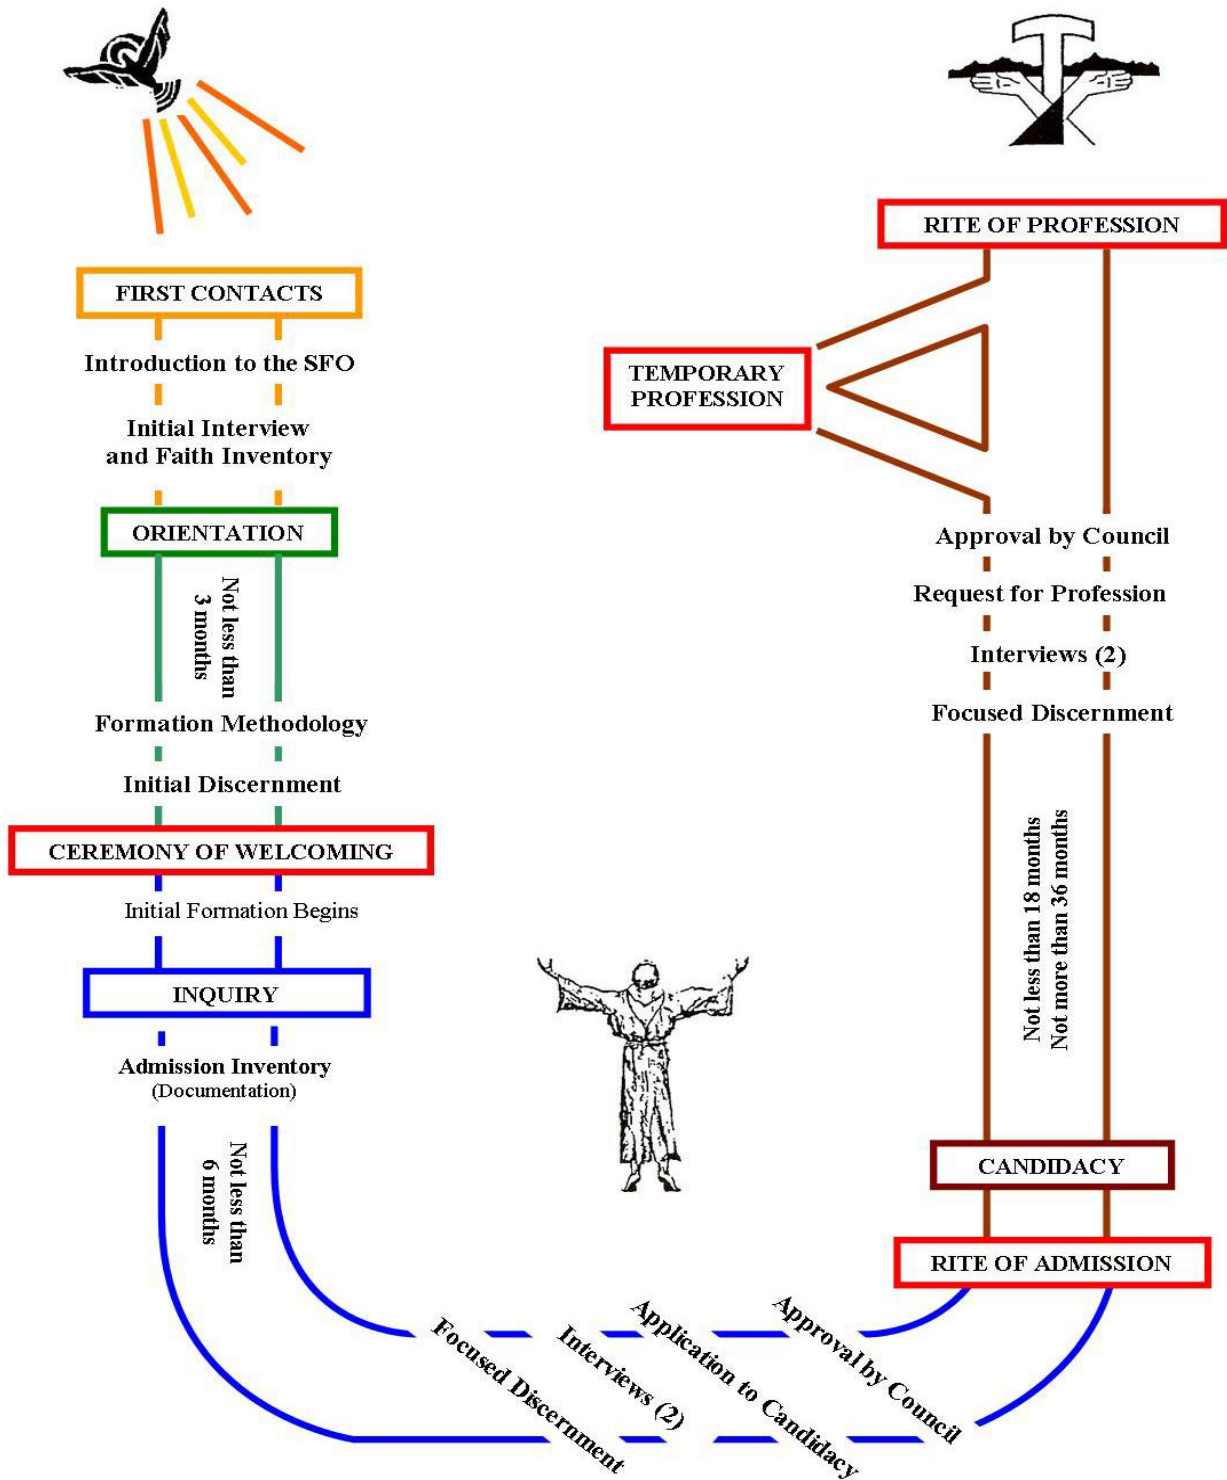 FIRST CONTACTS
Introduction to the SFO
Initial Interview
and Faith Inventory
ORIENTATION
Not less than
3 months
Formation Methodology
Initial Discernment
CEREMONY OF WELCOMING
Initial Formation Begins
INQUIRY
Admission Inventory
(Documentation)
Not less than
6 months
Focused Discernment
Interviews (2)
Application to Candidacy
Approval by Council
RITE OF ADMISSION
CANDIDACY
Not less than 18 months
Not more than 36 months
Focused Discernment
Interviews (2)
Request for Profession
Approval by Council
TEMPORARY
PROFESSION
RITE OF PROFESSION